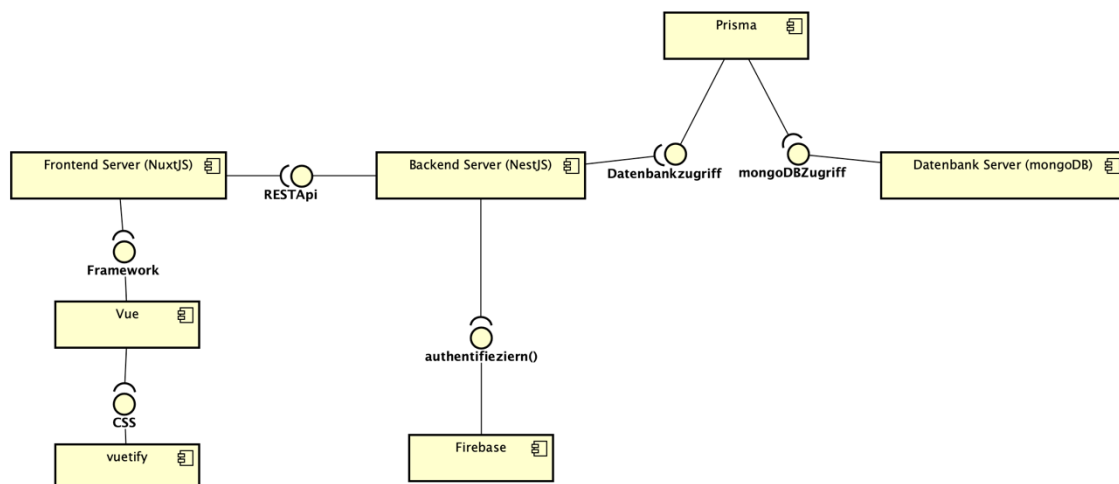 Prisma
Frontend Server (NuxtJS)
Backend Server (NestJS)
Datenbank Server (mongoDB)
RESTApi
Datenbankzugriff
mongoDBZugriff
Framework
Vue
authentifieziern()
CSS
vuetify
Firebase